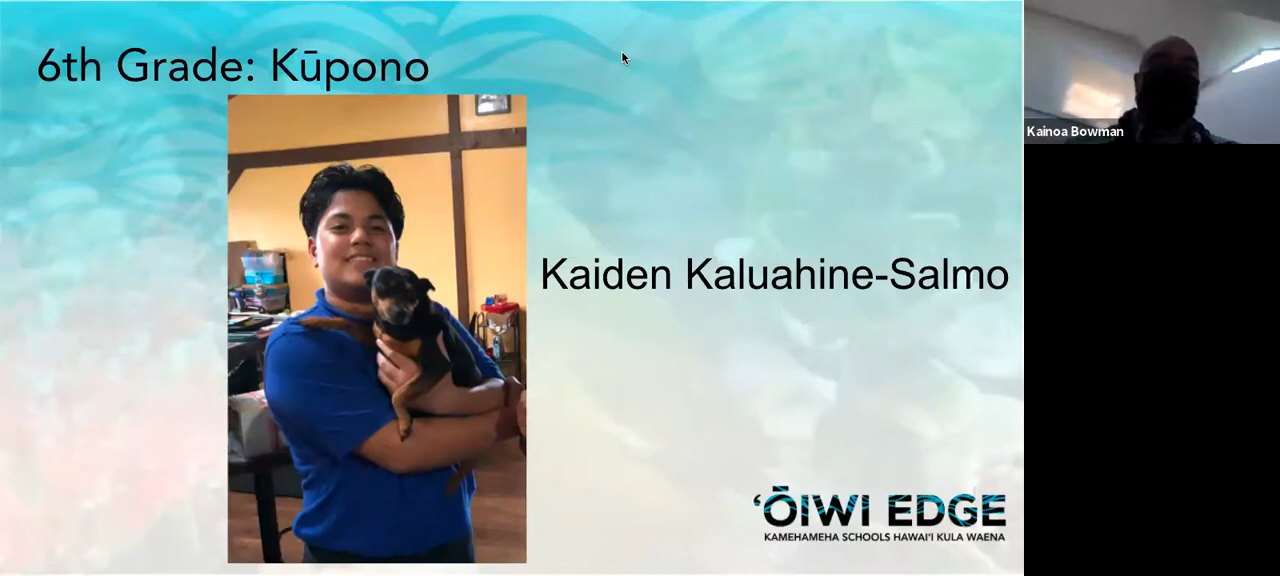 6th Grade: Kūpono
Kainoa Bowman
Kaiden Kaluahine-Salmo
ʻŌIWI EDGE
KAMEHAMEHA SCHOOLS HAWAIʻI KULA WAENA